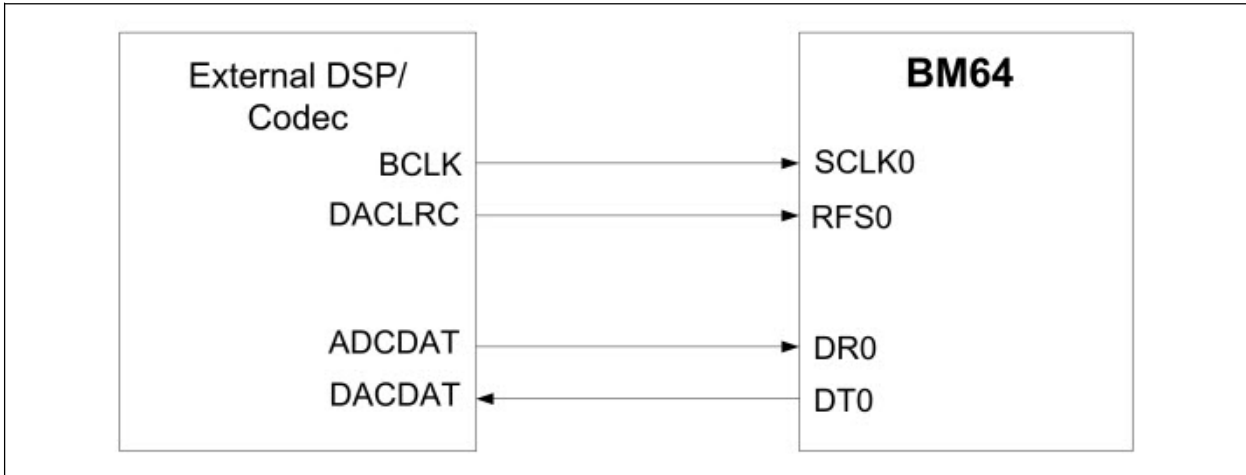 External DSP/
Codec
BCLK
DACLRC
ADCDAT
DACDAT
BM64
SCLK0
RFS0
DR0
DT0